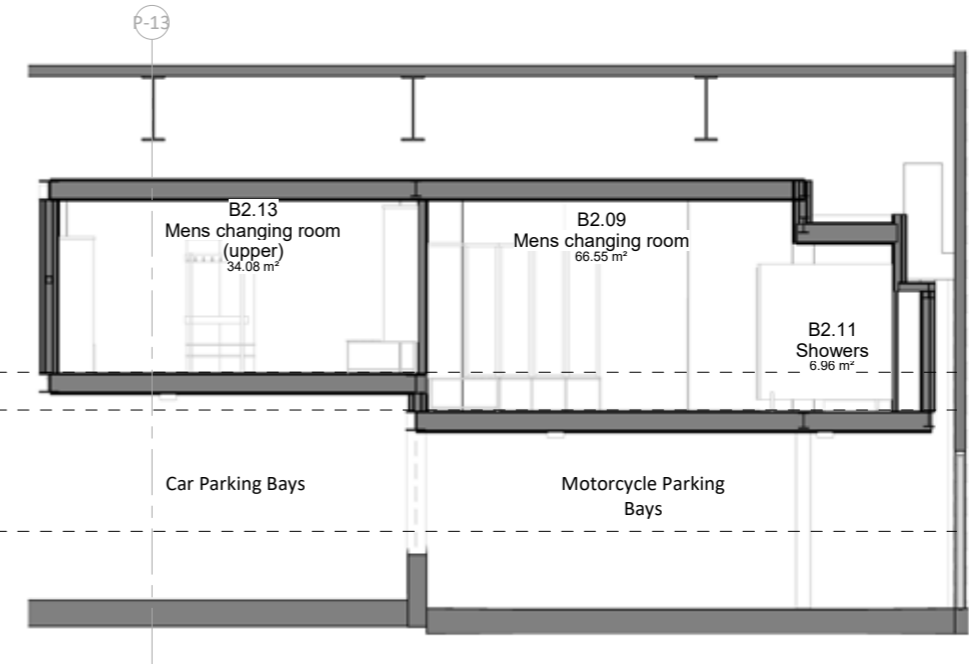 P-13
B2.13
Mens changing room
(upper)
34.08 m²
B2.09
Mens changing room
66.55 m²
B2.11
Showers
6.96 m²
Car Parking Bays
Motorcycle Parking
Bays